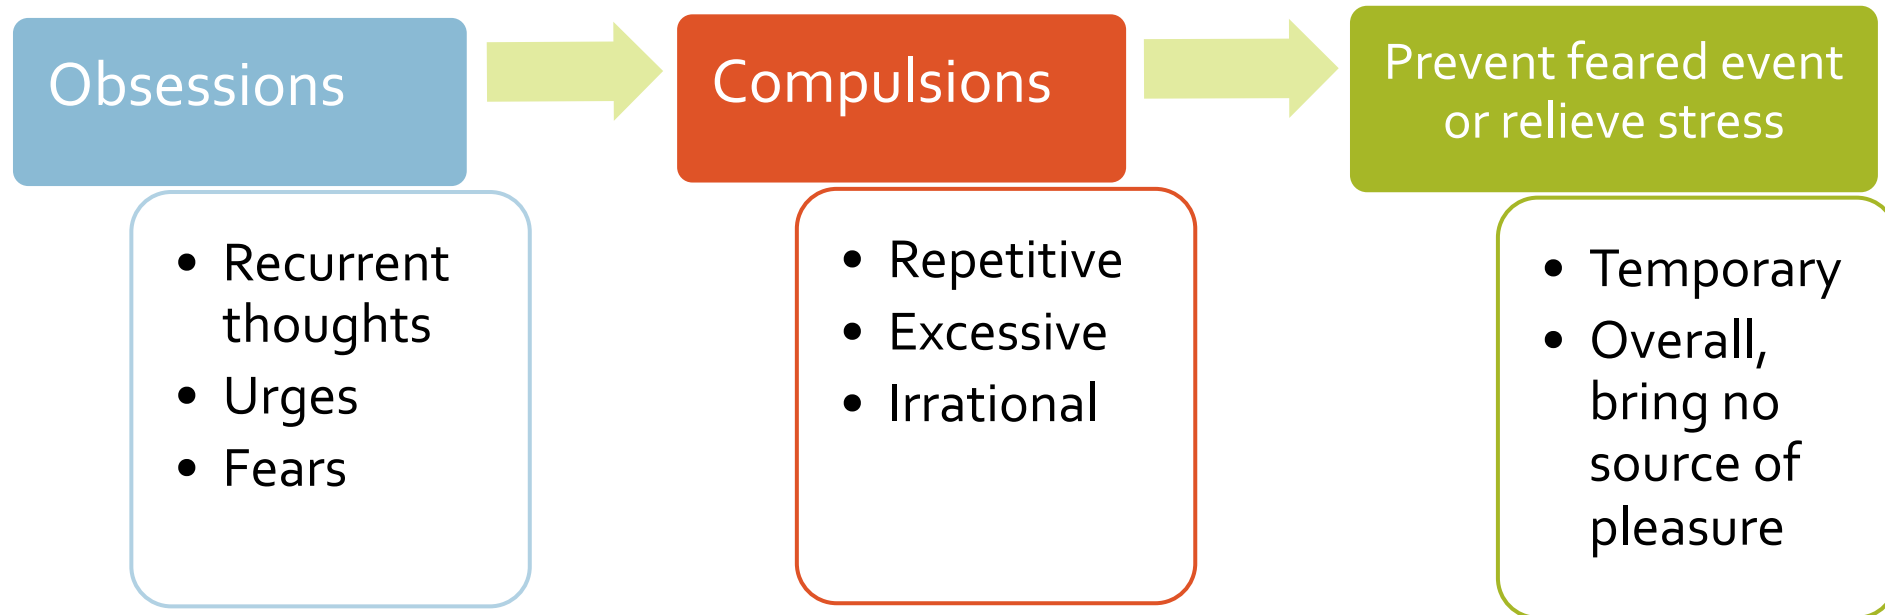 Obsessions
• Recurrent
thoughts
• Urges
• Fears
Compulsions
• Repetitive
• Excessive
• Irrational
Prevent feared event
or relieve stress
• Temporary
• Overall,
bring no
source of
pleasure